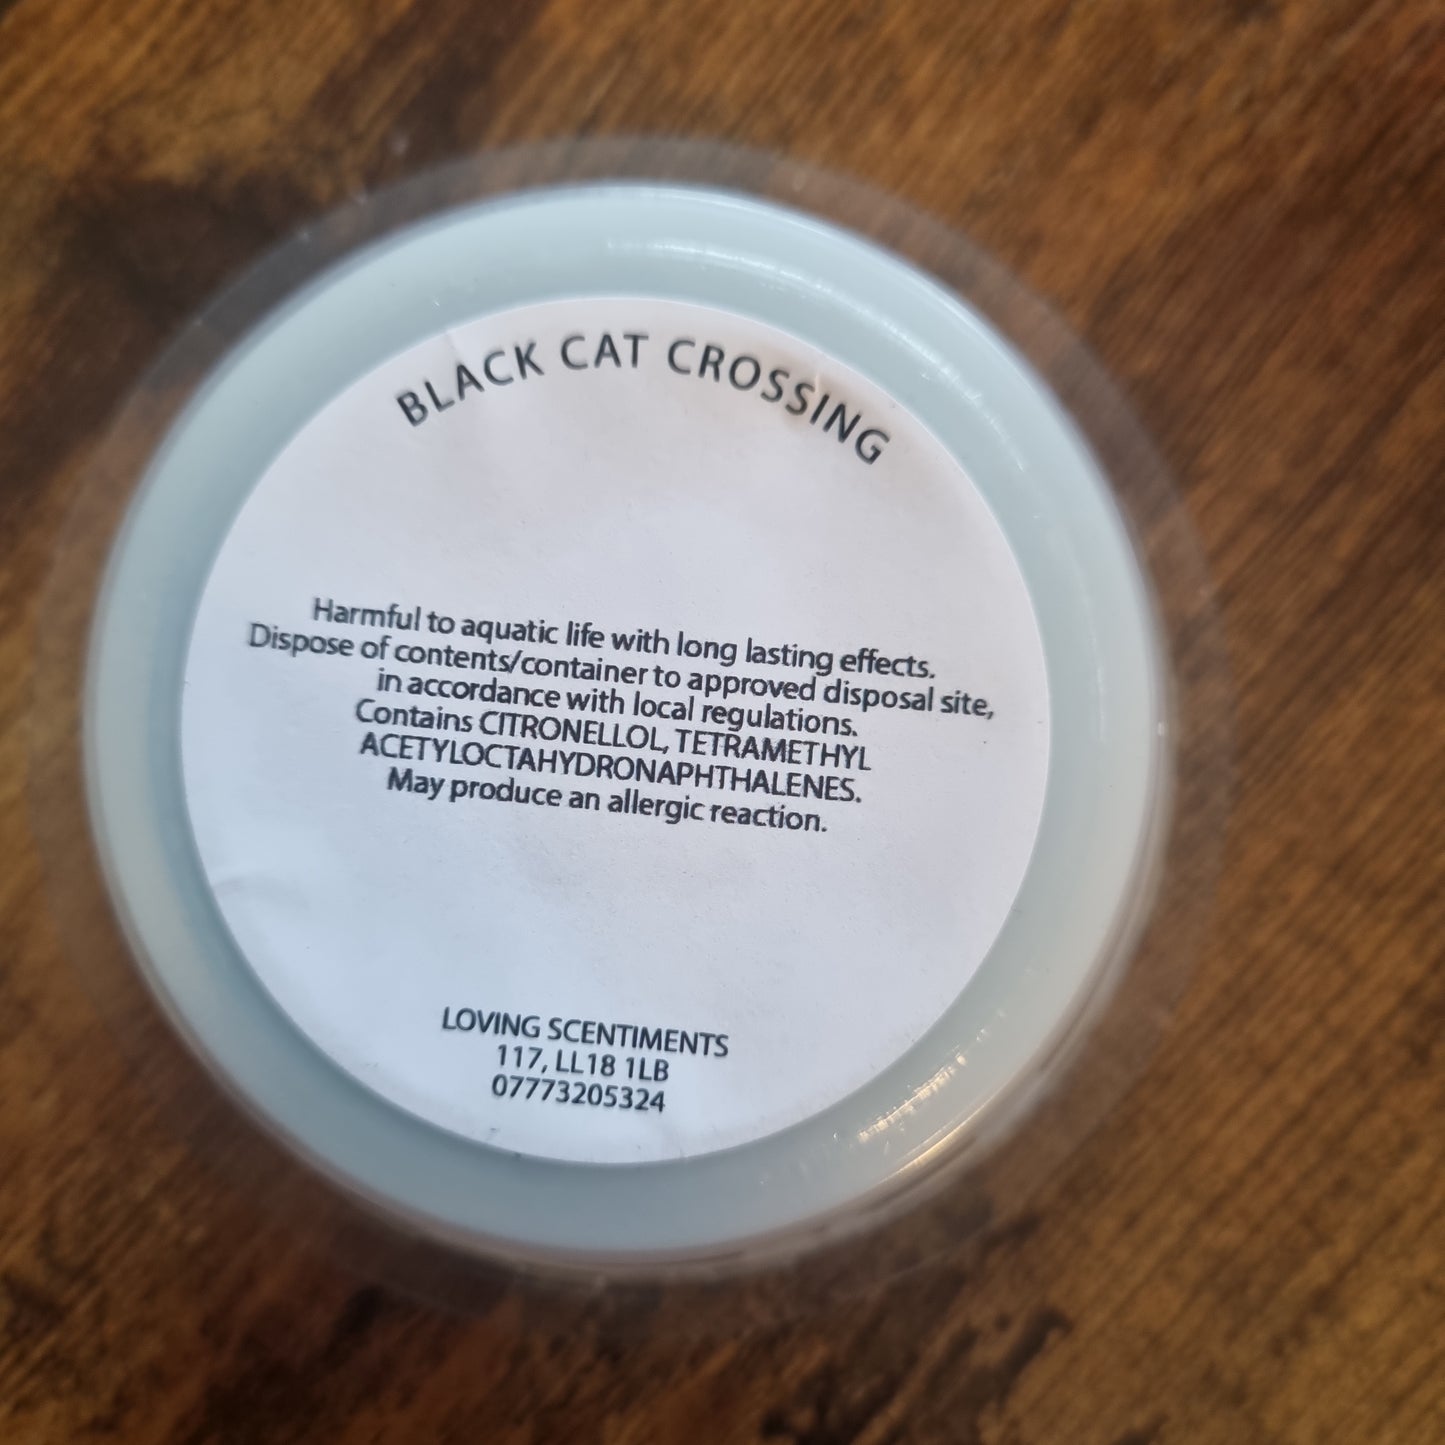 BLACK CAT CROSSING
Harmful to aquatic life with long lasting effects.
Dispose of contents/container to approved disposal site,
in accordance with local regulations.
Contains CITRONELLOL, TETRAMETHYL
ACETYLOCTAHYDRONAPHTHALENES.
May produce an allergic reaction.
LOVING SCENTIMENTS
117, LL18 1LB
07773205324